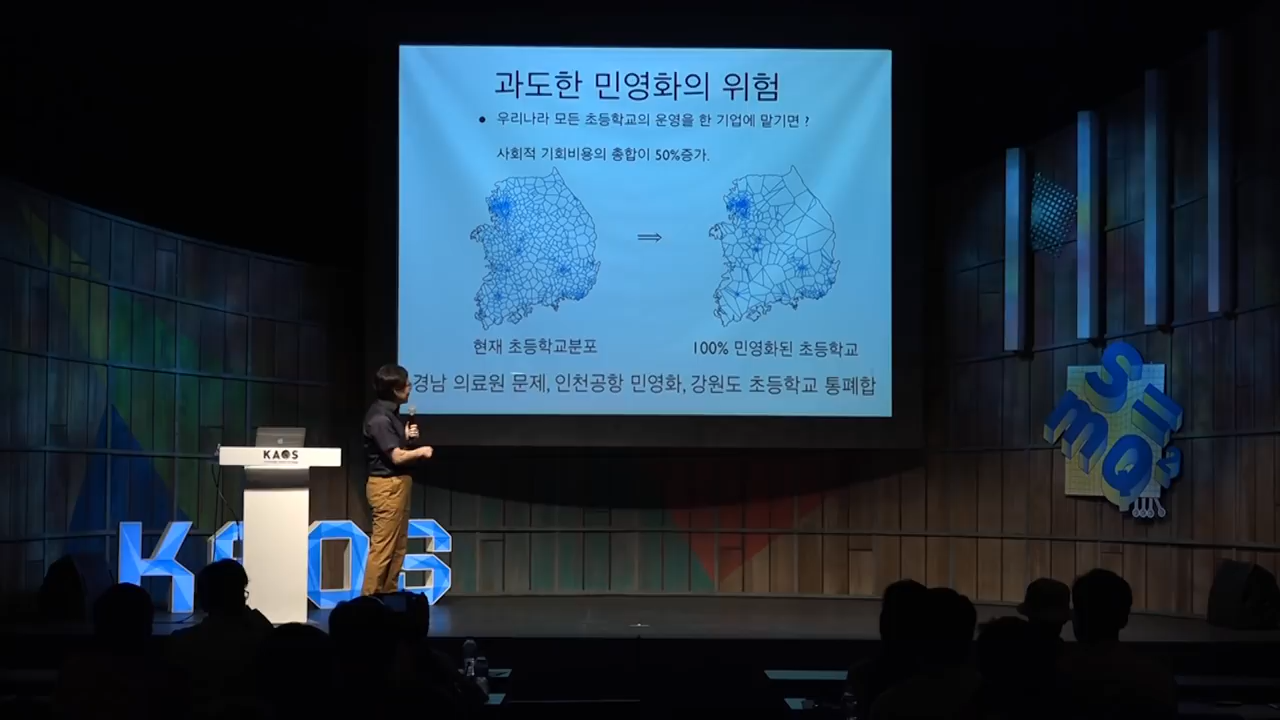 과도한 민영화의 위험
● 우리나라 모든 초등학교의 운영을 한 기업에 맡기면 ?
사회적 기회비용의 총합이 50%증가.
⇒
현재 초등학교분포
100% 민영화된 초등학교
경남 의료원 문제, 인천공항 민영화, 강원도 초등학교 통폐합
KAOS
KAOS